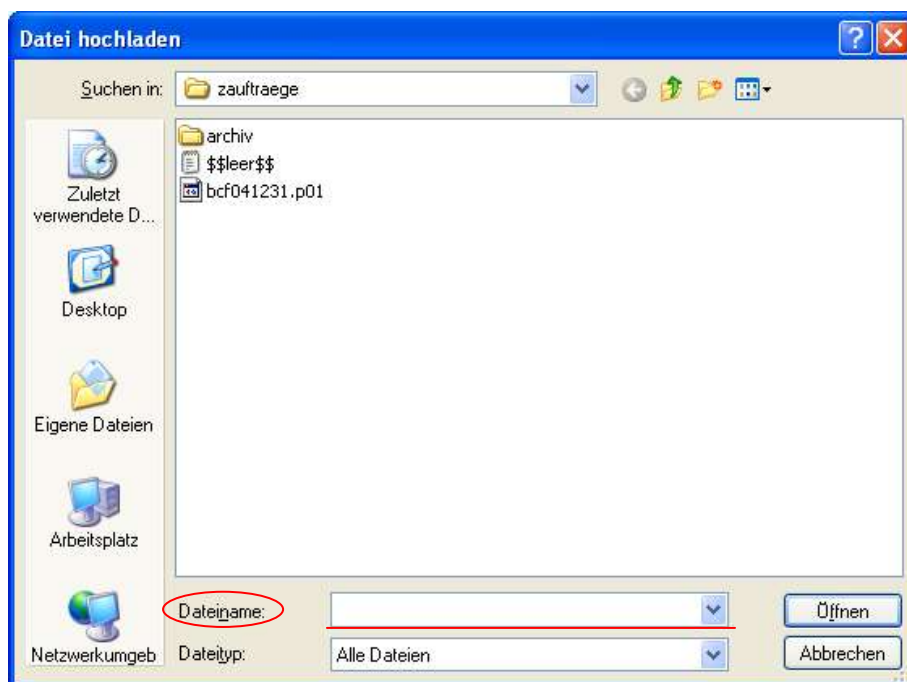 Datei hochladen
Suchen in: zauftraege
archiv
$$leer$$
bcf041231.p01
Zuletzt
verwendete D...
Desktop
Eigene Dateien
Arbeitsplatz
Netzwerkumgeb
Dateiname:
Öffnen
Dateityp: Alle Dateien
Abbrechen